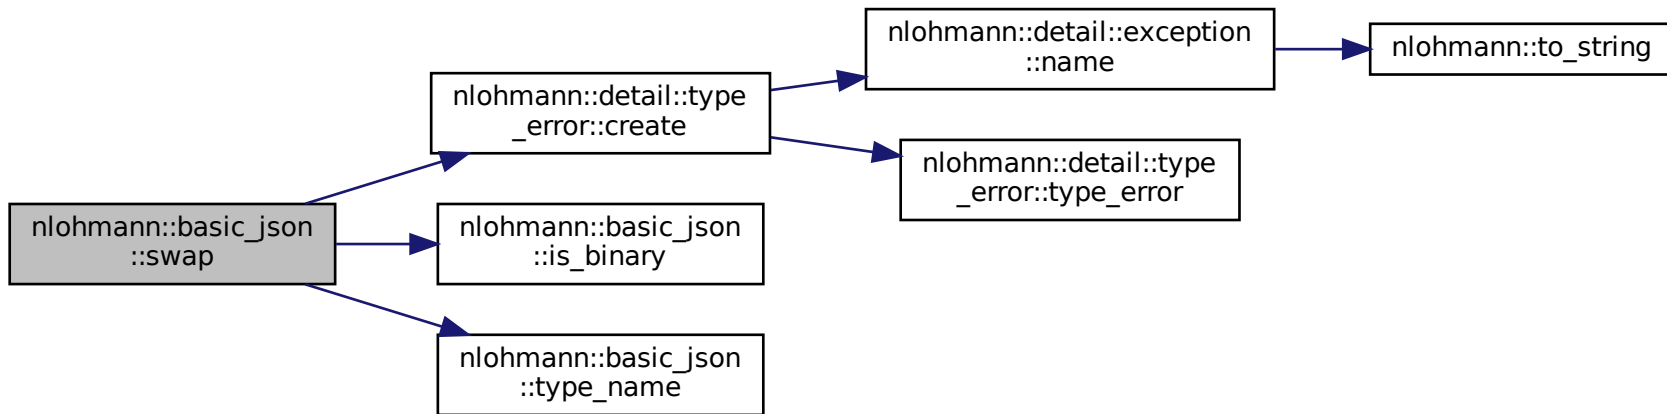 nlohmann::basic_json
::swap
nlohmann::detail::type
_error::create
nlohmann::basic_json
::is_binary
nlohmann::basic_json
::type_name
nlohmann::detail::exception
::name
nlohmann::detail::type
_error::type_error
nlohmann::to_string